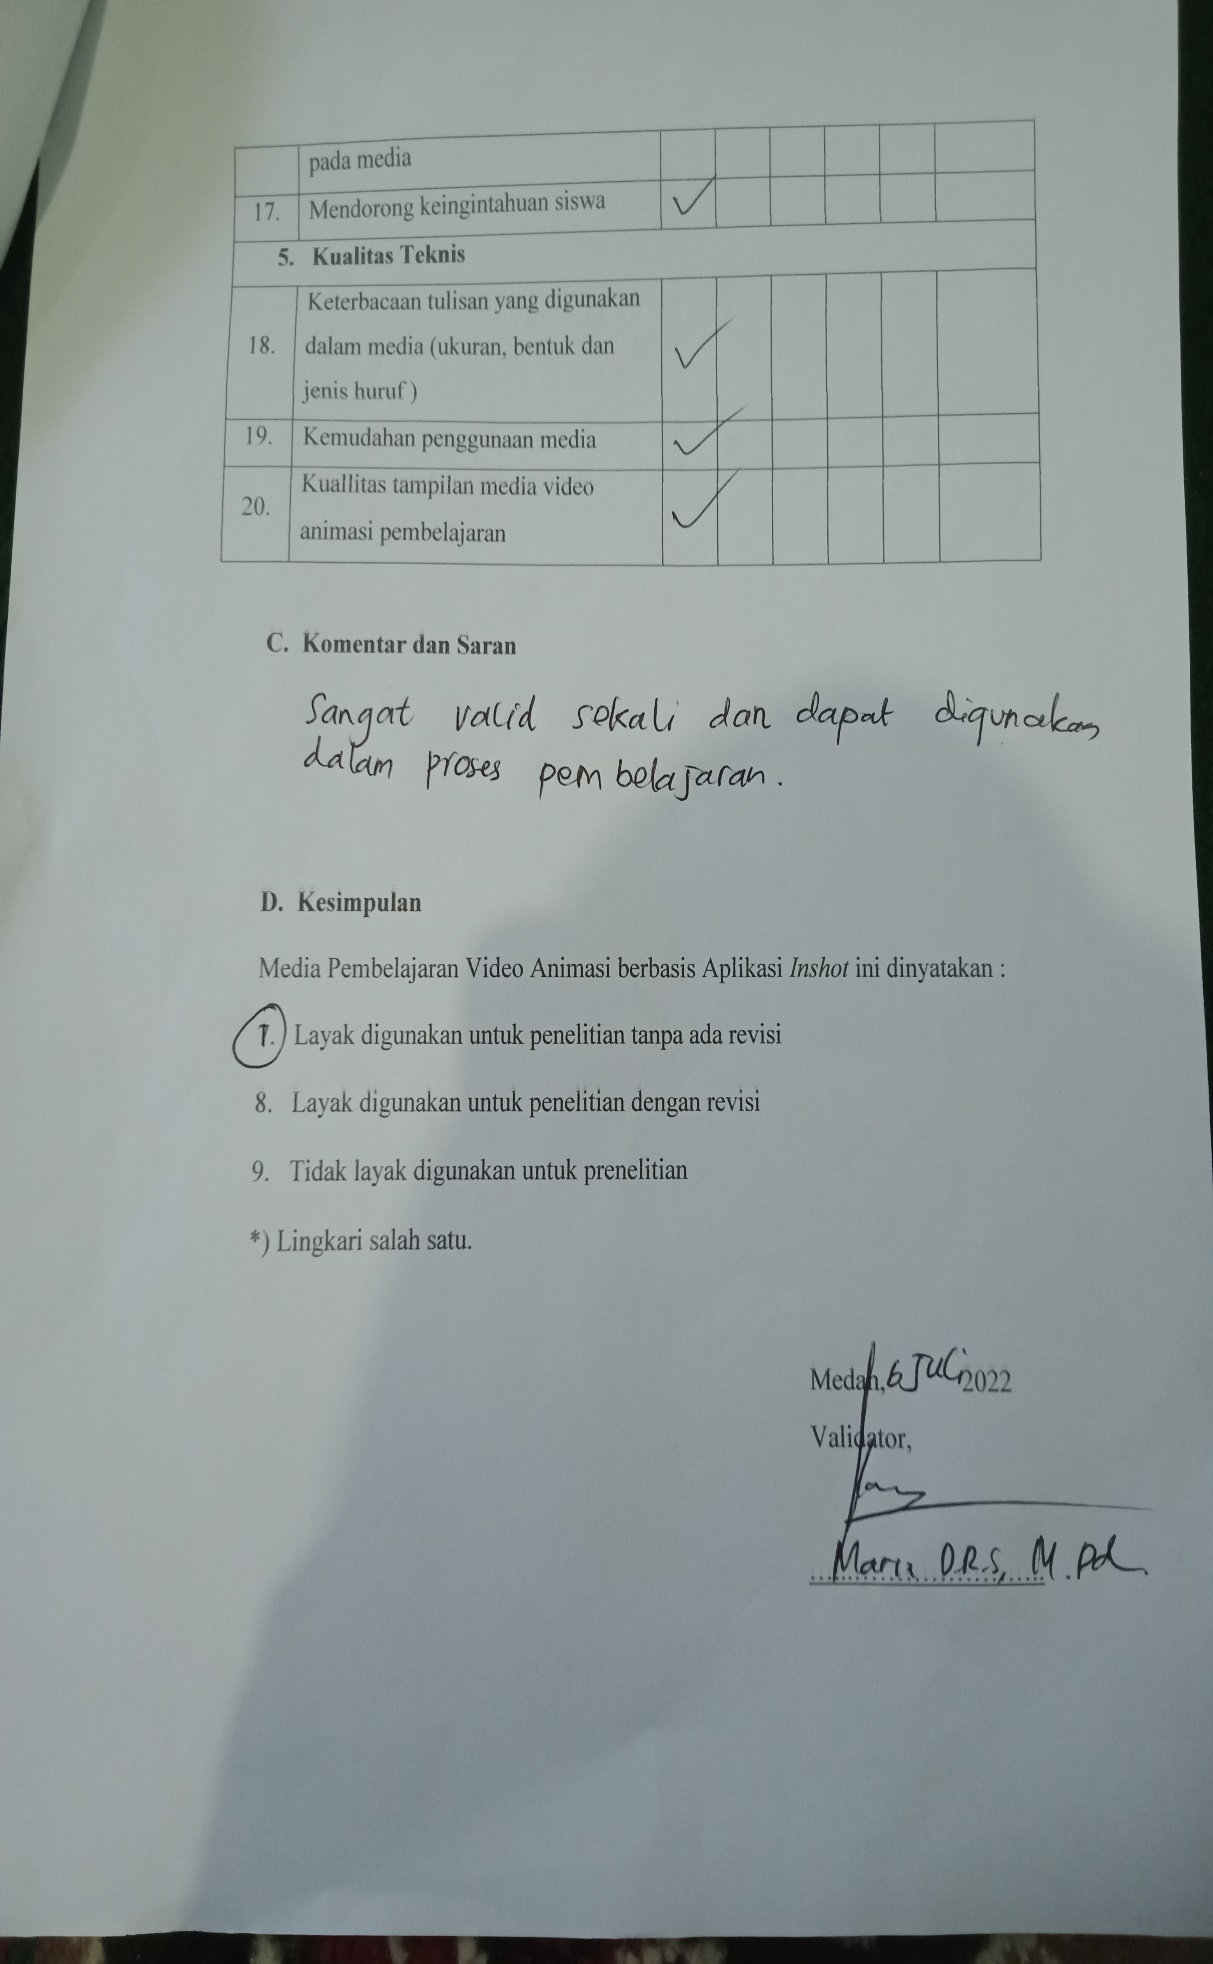 pada media
17. Mendorong keingintahuan siswa ✓
5. Kualitas Teknis
Keterbacaan tulisan yang digunakan
18. dalam media (ukuran, bentuk dan ✓
jenis huruf )
19. Kemudahan penggunaan media ✓
Kuallitas tampilan media video
20. ✓
animasi pembelajaran
C. Komentar dan Saran
Sangat valid sekali dan dapat digunakan
dalam proses pembelajaran.
D. Kesimpulan
Media Pembelajaran Video Animasi berbasis Aplikasi Inshot ini dinyatakan :
7. Layak digunakan untuk penelitian tanpa ada revisi
8. Layak digunakan untuk penelitian dengan revisi
9. Tidak layak digunakan untuk prenelitian
*) Lingkari salah satu.
Medah, 6 Juli 2022
Validator,
Maria D.R.S, M.Pd